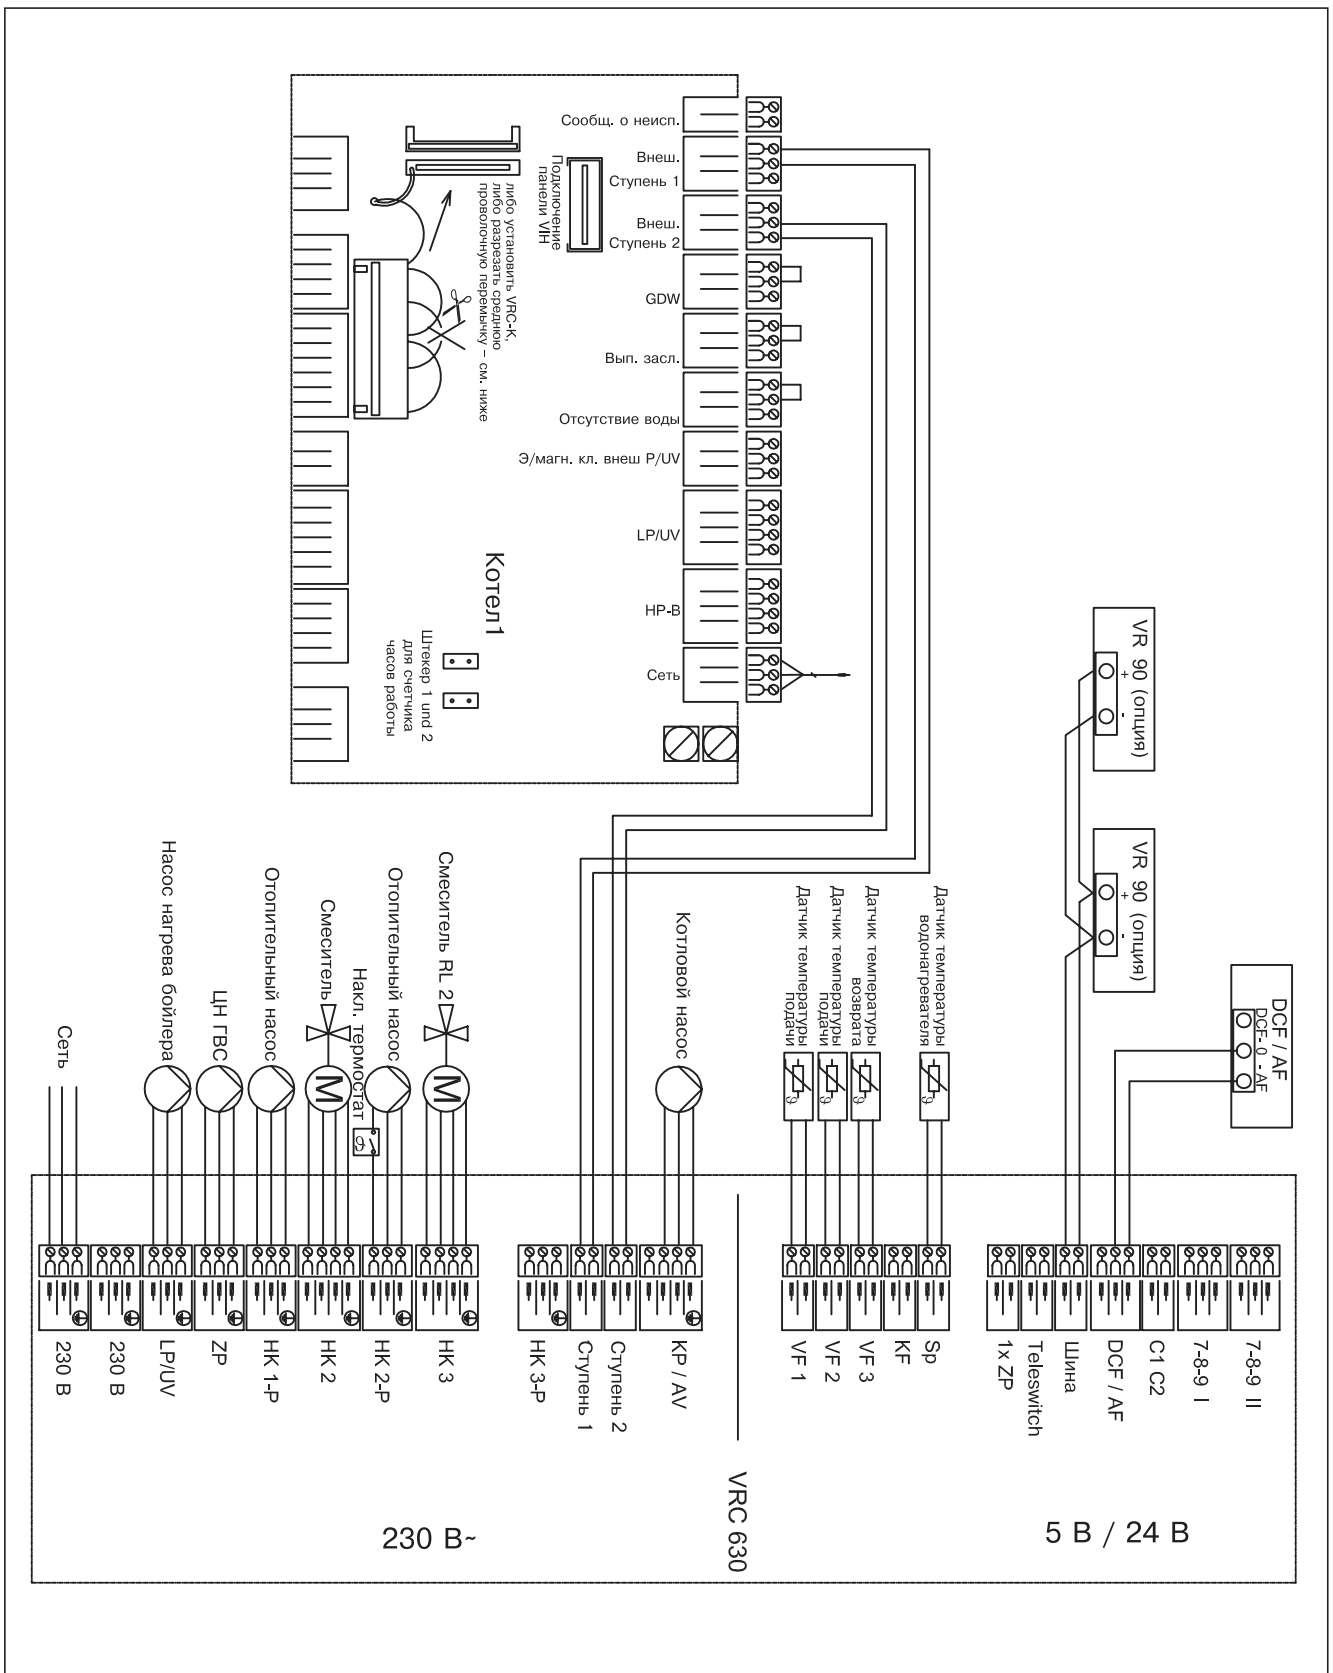 Сообщ. о неисп.
Внеш.
Ступень 1
Внеш.
Ступень 2
GDW
Вып. засл.
Отсутствие воды
Э/магн. кл. внеш P/UV
LP/UV
HP-B
Сеть
Подключение
панели VIH
либо установить VRC-K,
либо разрезать среднюю
проволочную перемычку – см. ниже
Котел1
Штекер 1 und 2
для счетчика
часов работы
VR 90 (опция)
+
-
VR 90 (опция)
+
-
DCF / AF
DCF- 0 - AF
Сеть
Насос нагрева бойлера
ЦН ГВС
Отопительный насос
Смеситель
M
Накл. термостат
Отопительный насос
Смеситель RL 2
M
Котловой насос
Датчик температуры
подачи
Датчик температуры
подачи
Датчик температуры
возврата
Датчик температуры
водонагревателя
230 В
230 В
LP/UV
ZP
HK 1-P
HK 2
HK 2-P
HK 3
HK 3-P
Ступень 1
Ступень 2
KP / AV
VF 1
VF 2
VF 3
KF
Sp
1x ZP
Teleswitch
Шина
DCF / AF
C1 C2
7-8-9 I
7-8-9 II
230 В~
VRC 630
5 В / 24 В